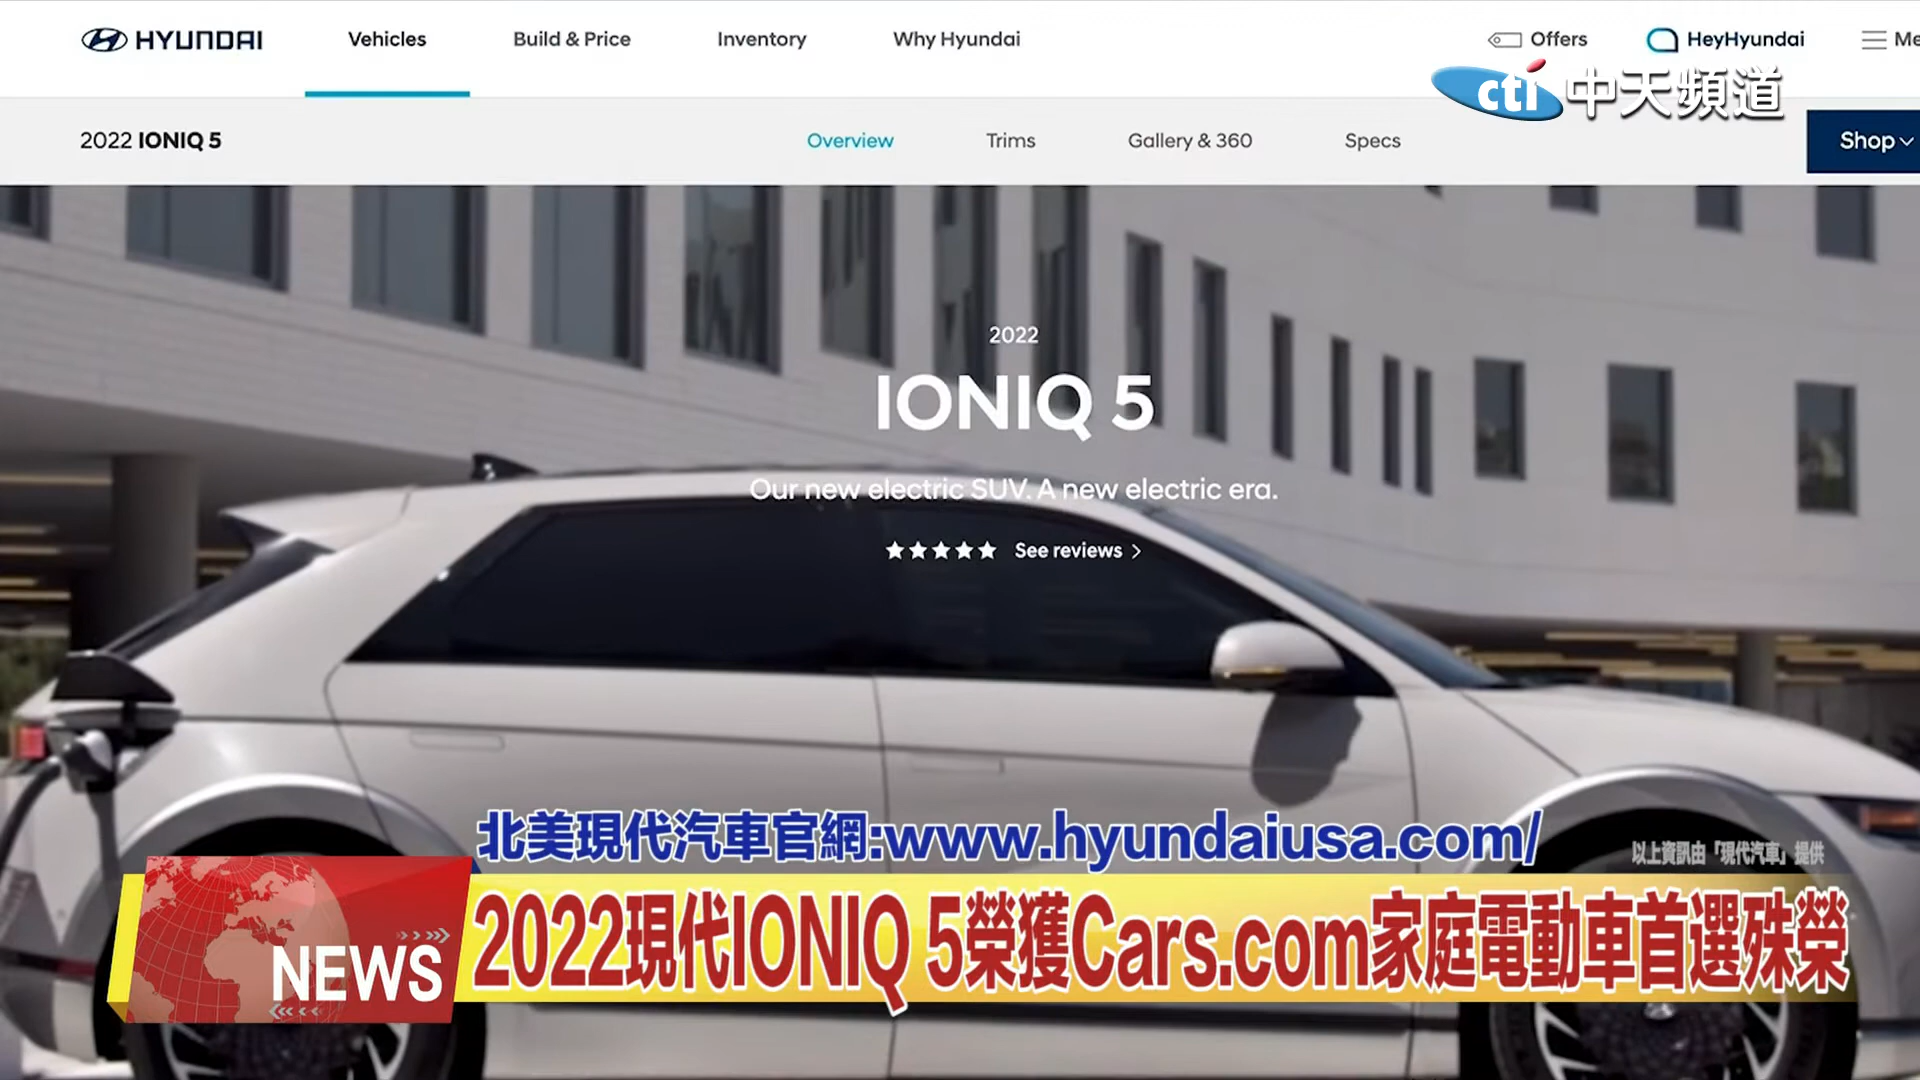 HYUNDAI Vehicles Build & Price Inventory Why Hyundai Offers HeyHyundai Me
cti 中天頻道
2022 IONIQ 5 Overview Trims Gallery & 360 Specs Shop
2022
IONIQ 5
Our new electric SUV. A new electric era.
See reviews
北美現代汽車官網:www.hyundaiusa.com/
以上資訊由「現代汽車」提供
NEWS
2022現代IONIQ 5榮獲Cars.com家庭電動車首選殊榮